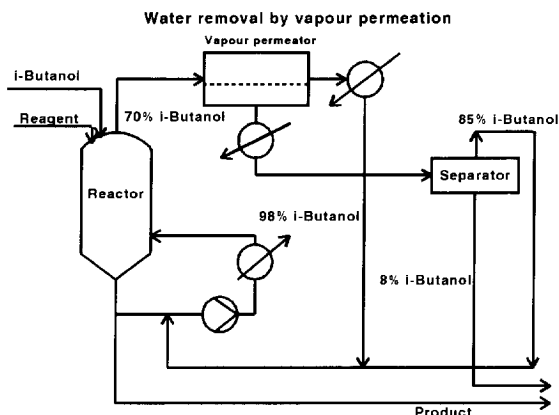 Water removal by vapour permeation
Vapour permeator
i-Butanol
Reagent
70% i-Butanol
85% i-Butanol
Separator
Reactor
98% i-Butanol
8% i-Butanol
Product